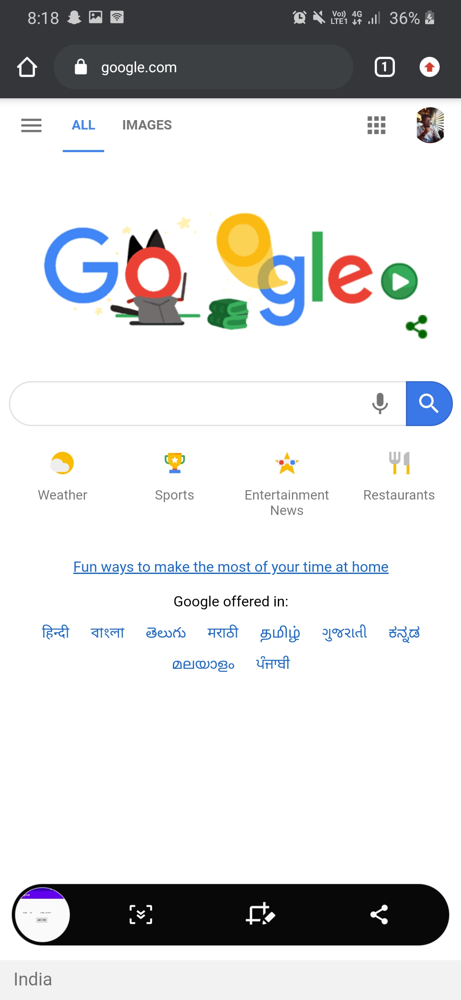 8:18 Vo)) LTE1 4G 36%
google.com 1
ALL IMAGES
Google
Weather Sports Entertainment News Restaurants
Fun ways to make the most of your time at home
Google offered in:
हिन्दी বাংলা తెలుగు मराठी தமிழ் ગુજરાતી ಕನ್ನಡ
മലയാളം ਪੰਜਾਬੀ
India